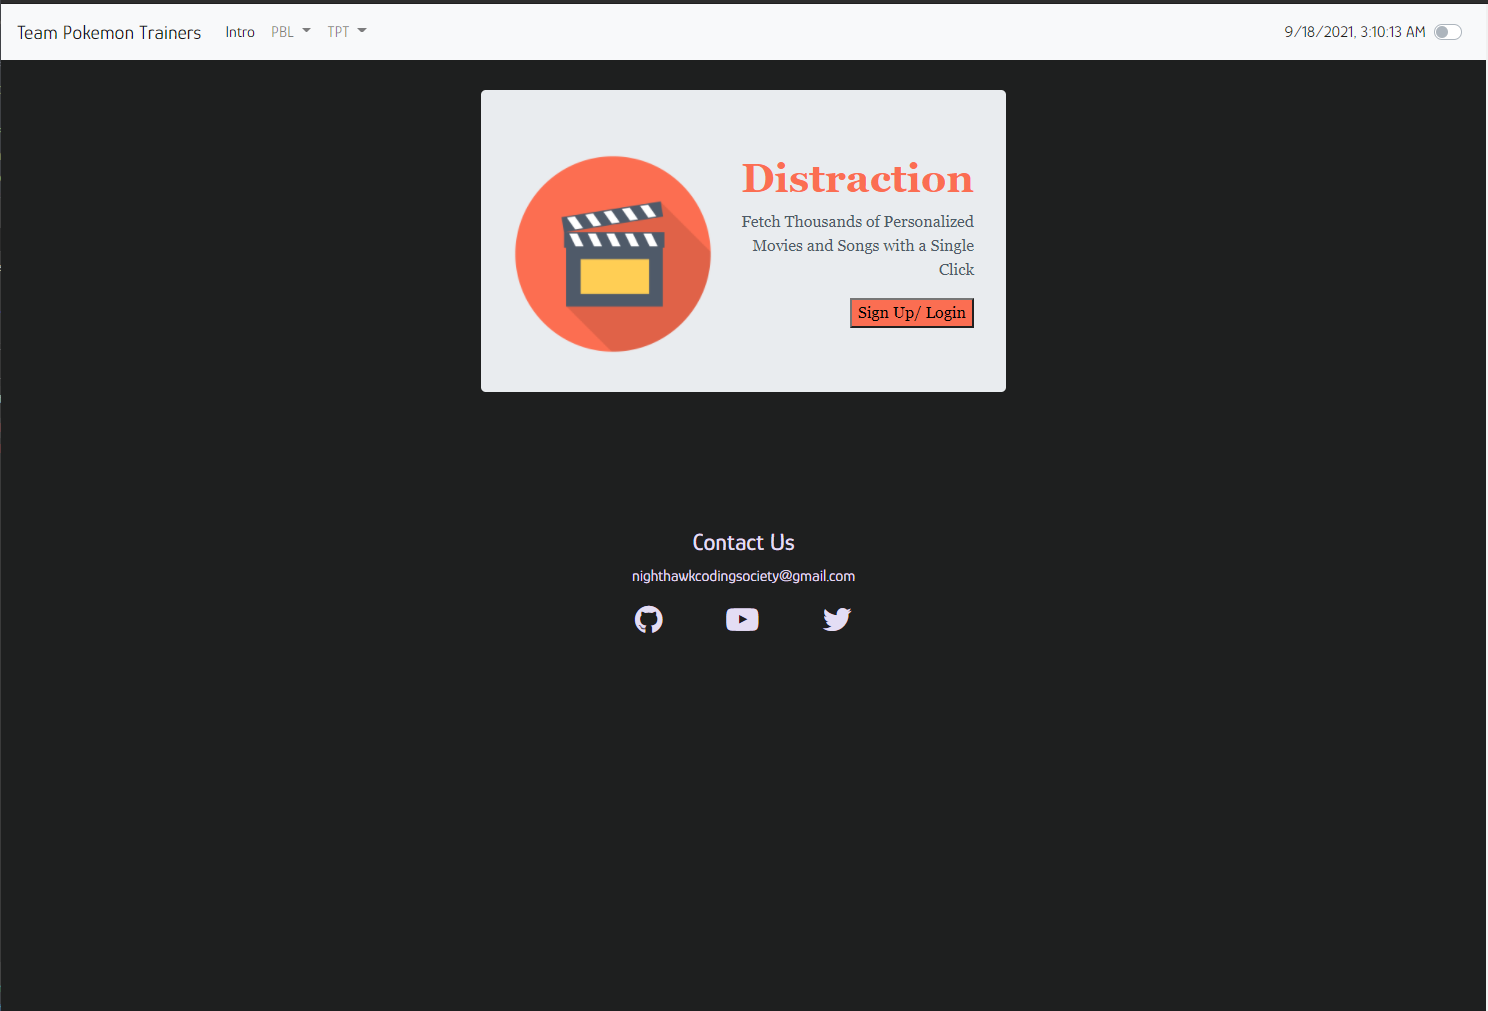 Team Pokemon Trainers Intro PBL TPT 9/18/2021, 3:10:13 AM
Distraction
Fetch Thousands of Personalized
Movies and Songs with a Single
Click
Sign Up/ Login
Contact Us
nighthawkcodingsociety@gmail.com